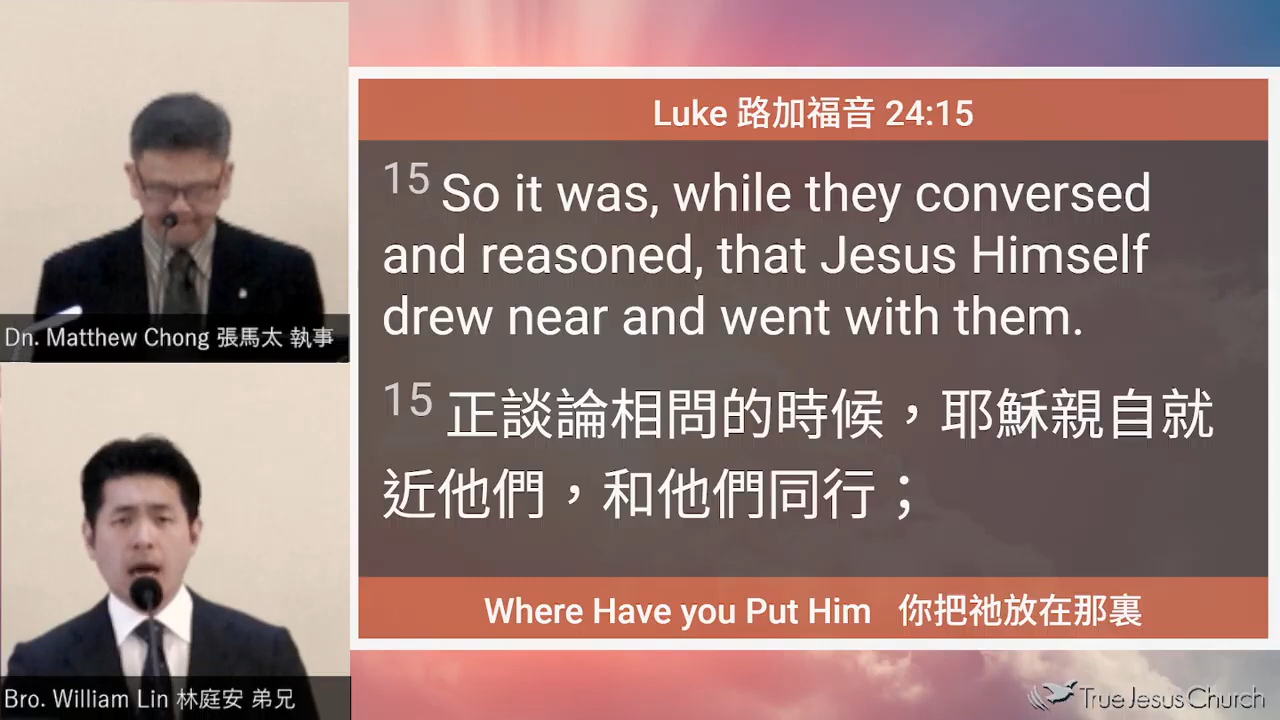 Luke 路加福音 24:15
15 So it was, while they conversed
and reasoned, that Jesus Himself
drew near and went with them.
15 正談論相問的時候，耶穌親自就
近他們，和他們同行；
Where Have you Put Him 你把祂放在那裏
Dn. Matthew Chong 張馬太 執事
Bro. William Lin 林庭安 弟兄
True Jesus Church